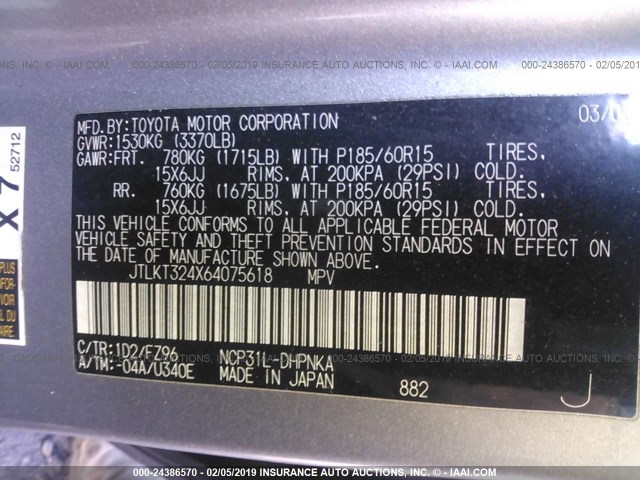 000-24386570 - 02/05/2019 INSURANCE AUTO AUCTIONS, INC. - © IAAI.COM
MFD.BY:TOYOTA MOTOR CORPORATION
GVWR:1530KG (3370LB)
GAWR:FRT. 780KG (1715LB) WITH P185/60R15 TIRES,
15X6JJ RIMS, AT 200KPA (29PSI) COLD.
RR. 760KG (1675LB) WITH P185/60R15 TIRES,
15X6JJ RIMS, AT 200KPA (29PSI) COLD.
THIS VEHICLE CONFORMS TO ALL APPLICABLE FEDERAL MOTOR
VEHICLE SAFETY AND THEFT PREVENTION STANDARDS IN EFFECT ON
THE DATE OF MANUFACTURE SHOWN ABOVE.
JTLKT324X64075618 MPV
C/TR:1D2/FZ96 NCP31L-DHPNKA
A/TM:-04A/U340E MADE IN JAPAN
882 J
X 7
52712
PLUS
AIRE
000-24386570 - 02/05/2019 INSURANCE AUTO AUCTIONS, INC. - © IAAI.COM